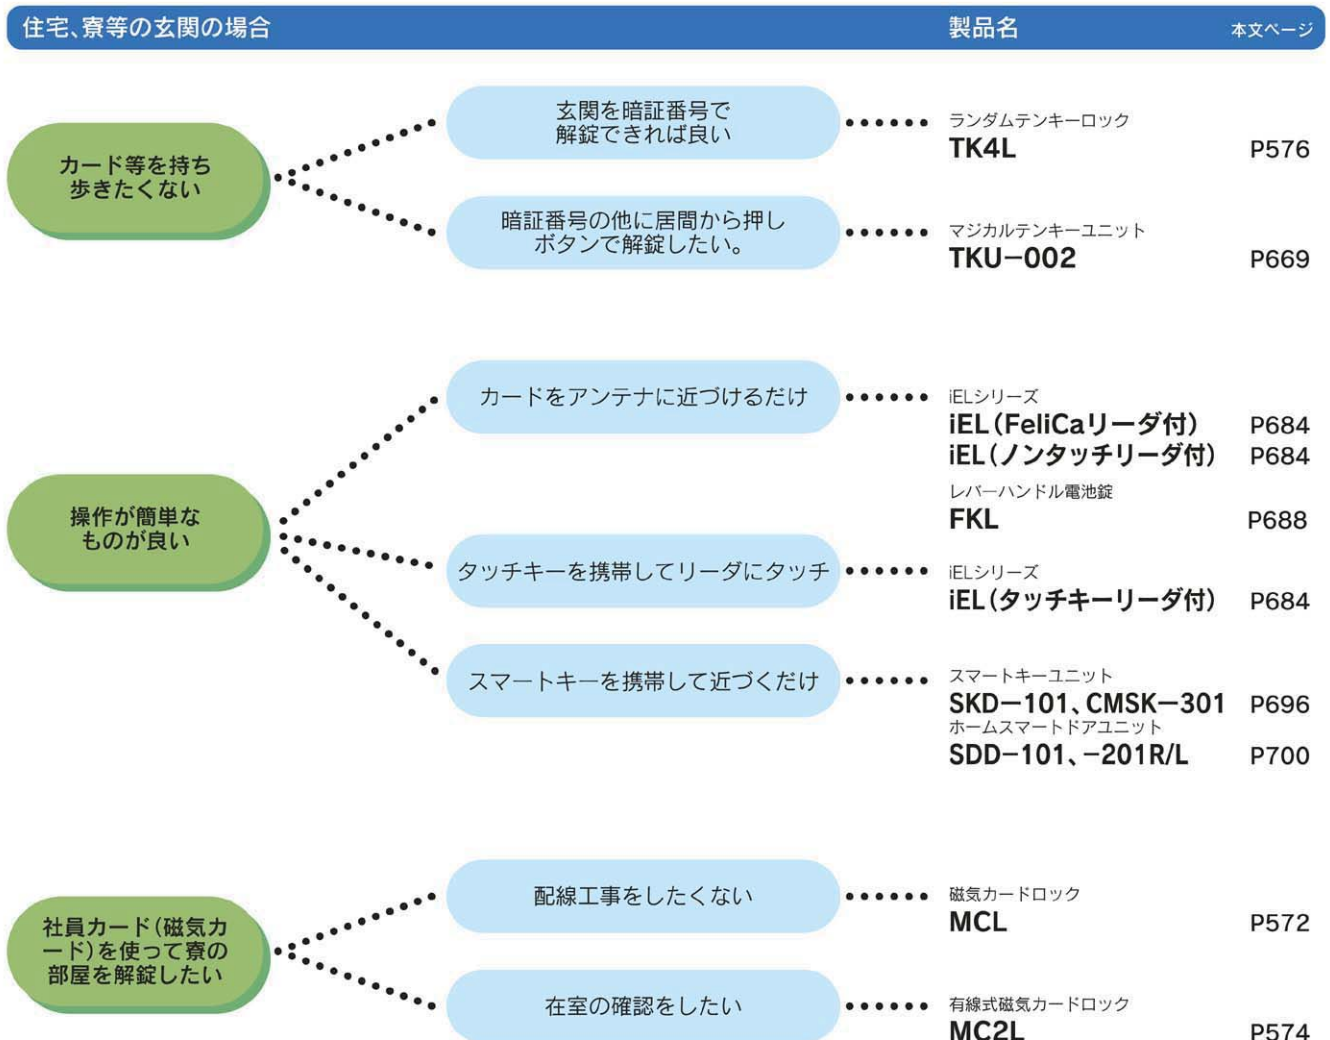 住宅、寮等の玄関の場合 製品名 本文ページ
カード等を持ち
歩きたくない
玄関を暗証番号で
解錠できれば良い
ランダムテンキーロック
TK4L P576
暗証番号の他に居間から押し
ボタンで解錠したい。
マジカルテンキーユニット
TKU−002 P669
操作が簡単な
ものが良い
カードをアンテナに近づけるだけ
iELシリーズ
iEL（FeliCaリーダ付） P684
iEL（ノンタッチリーダ付） P684
レバーハンドル電池錠
FKL P688
タッチキーを携帯してリーダにタッチ
iELシリーズ
iEL（タッチキーリーダ付） P684
スマートキーを携帯して近づくだけ
スマートキーユニット
SKD−101、CMSK−301 P696
ホームスマートドアユニット
SDD−101、−201R/L P700
社員カード（磁気カ
ード）を使って寮の
部屋を解錠したい
配線工事をしたくない
磁気カードロック
MCL P572
在室の確認をしたい
有線式磁気カードロック
MC2L P574